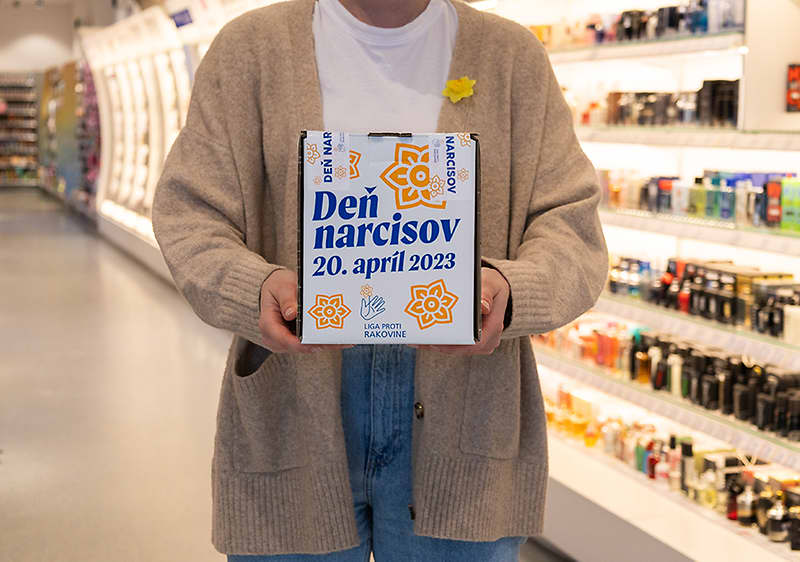 DEŇ NAR
NARCISOV
Deň
narcisov
20. apríl 2023
LIGA PROTI
RAKOVINE